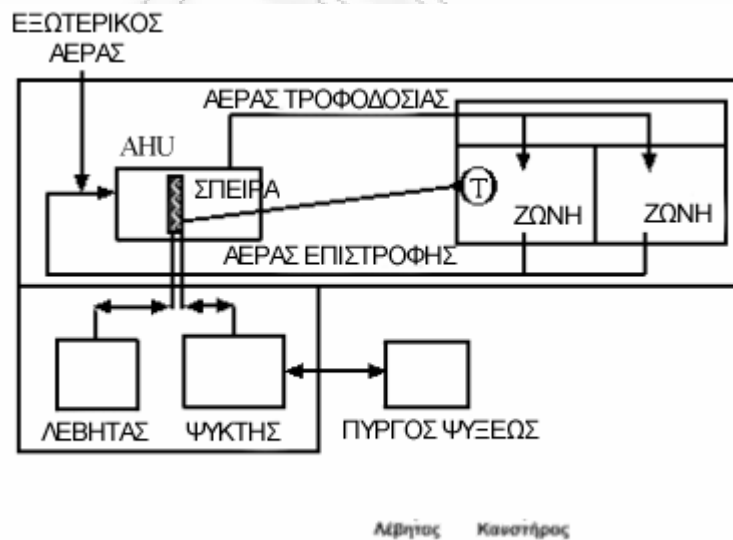 ΕΞΩΤΕΡΙΚΟΣ
ΑΕΡΑΣ
ΑΕΡΑΣ ΤΡΟΦΟΔΟΣΙΑΣ
AHU
ΣΠΕΙΡΑ
T
ΖΩΝΗ
ΖΩΝΗ
ΑΕΡΑΣ ΕΠΙΣΤΡΟΦΗΣ
ΛΕΒΗΤΑΣ
ΨΥΚΤΗΣ
ΠΥΡΓΟΣ ΨΥΞΕΩΣ
Λέβητας Καυστήρας